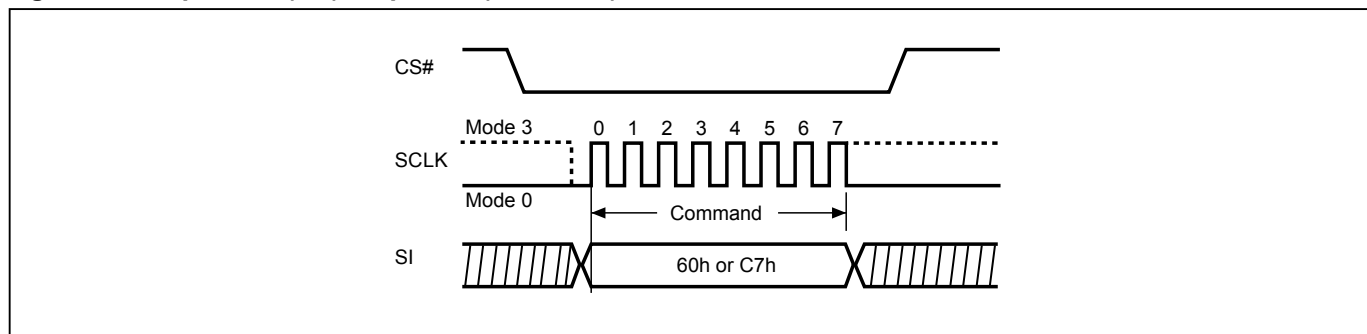 CS#
Mode 3
0 1 2 3 4 5 6 7
SCLK
Mode 0
Command
SI
60h or C7h